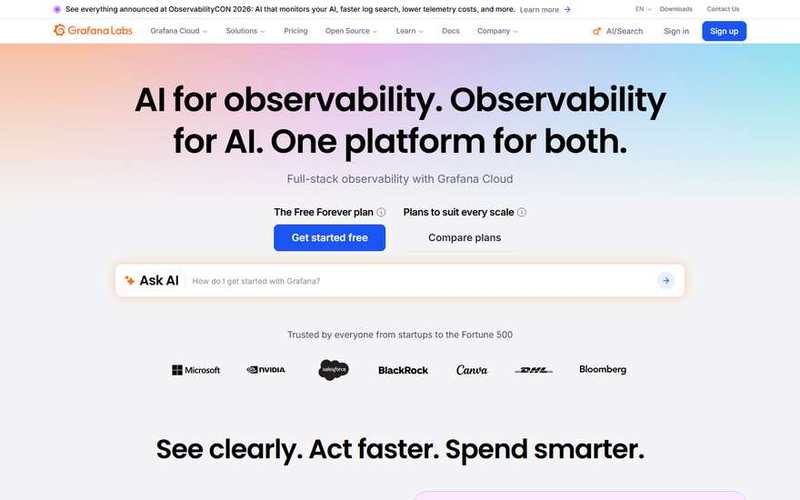 See everything announced at ObservabilityCON 2026: AI that monitors your AI, faster log search, lower telemetry costs, and more. Learn more
EN Downloads Contact Us
Grafana Labs Grafana Cloud Solutions Pricing Open Source Learn Docs Company AI/Search Sign in Sign up
AI for observability. Observability
for AI. One platform for both.
Full-stack observability with Grafana Cloud
The Free Forever plan Plans to suit every scale
Get started free Compare plans
Ask AI How do I get started with Grafana?
Trusted by everyone from startups to the Fortune 500
Microsoft NVIDIA salesforce BlackRock Canva DHL Bloomberg
See clearly. Act faster. Spend smarter.